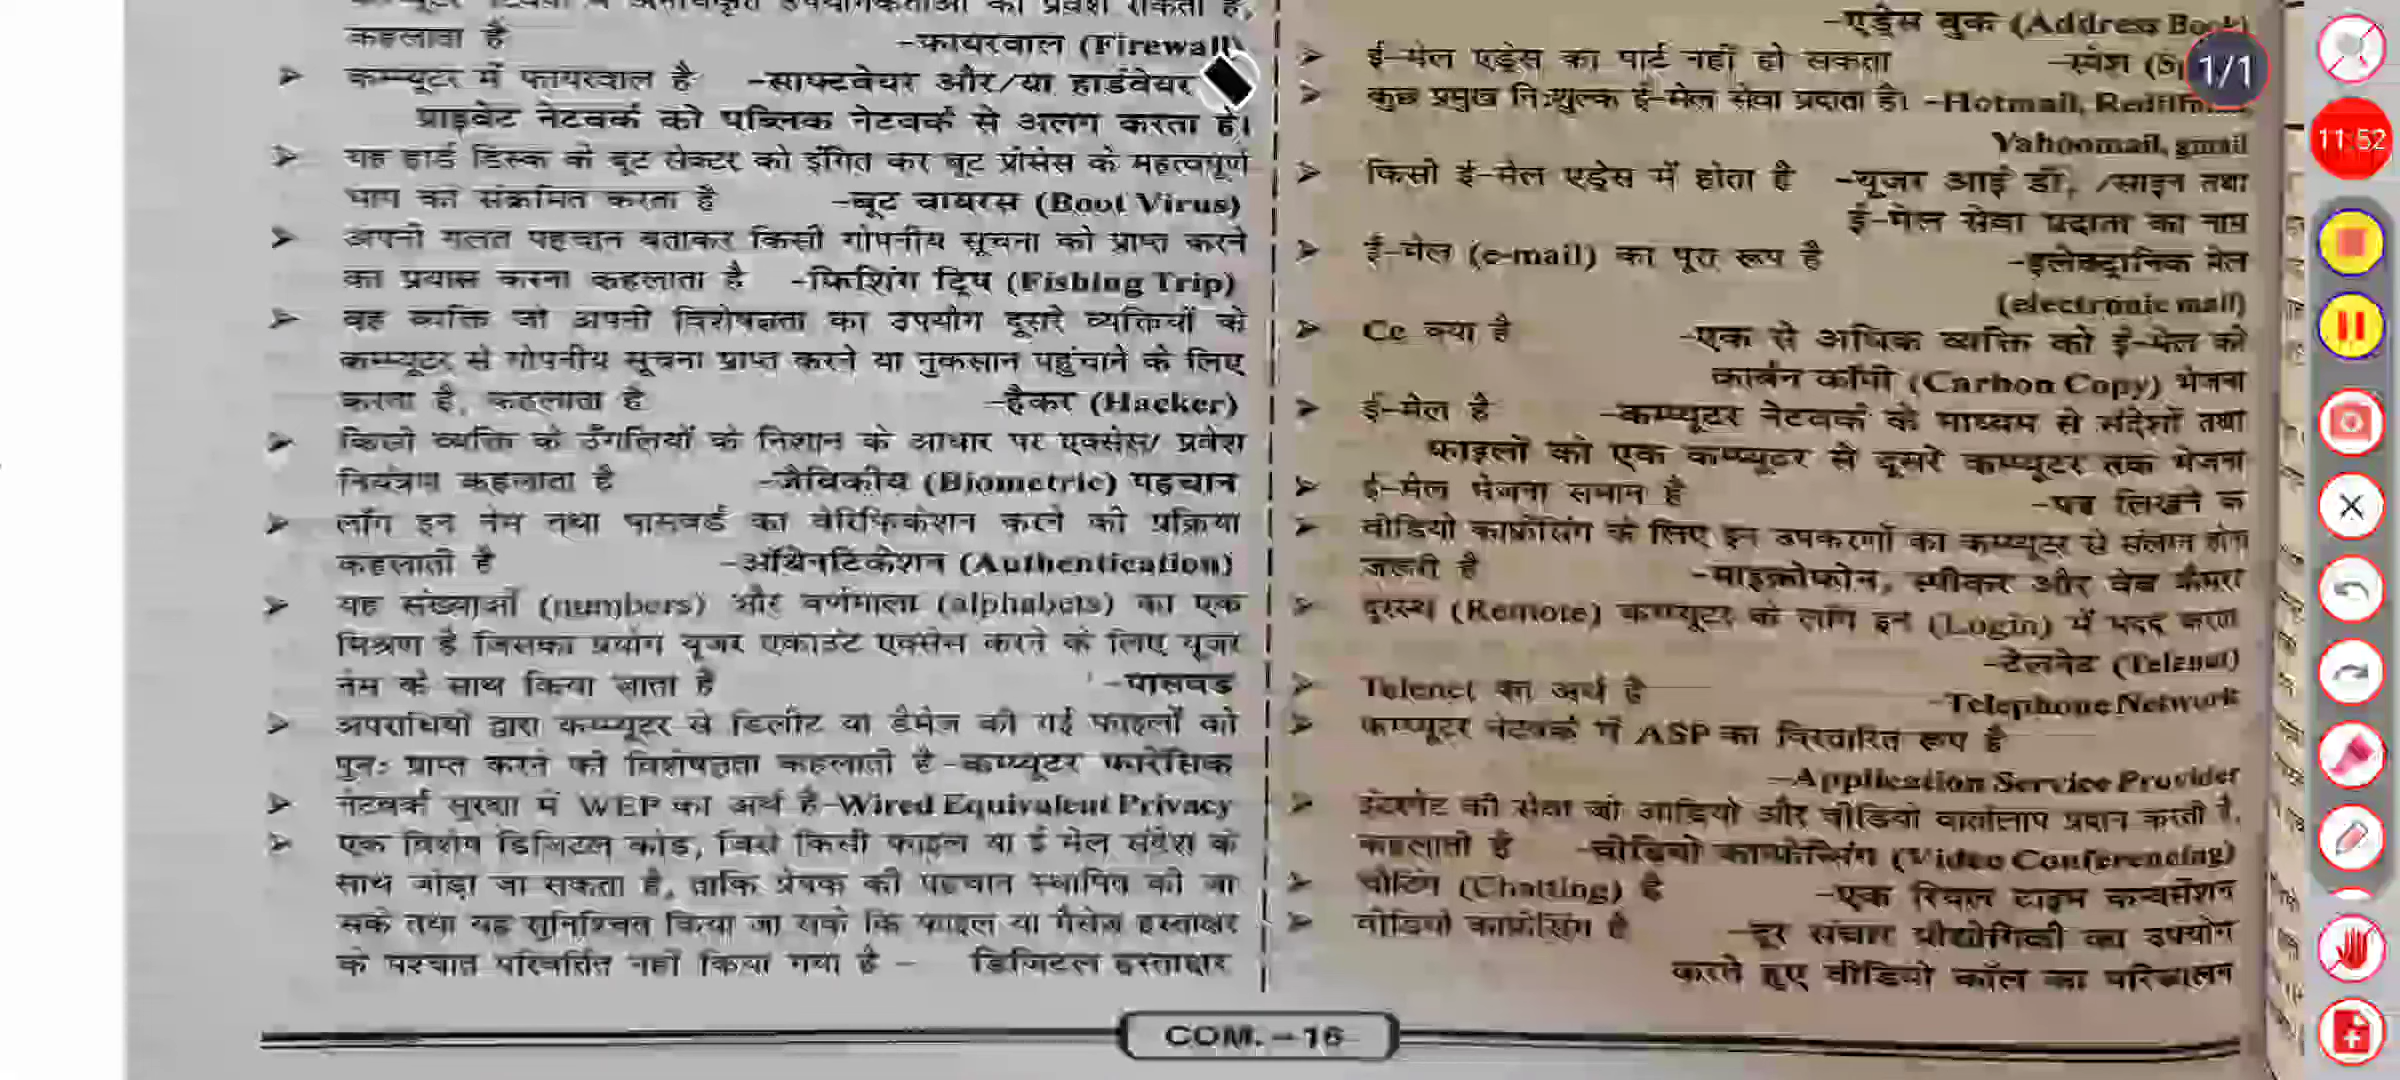 कहलाता है -फायरवाल (Firewall)
➤ कम्प्यूटर में फायरवाल है -साफ्टवेयर और/या हार्डवेयर
प्राइवेट नेटवर्क को पब्लिक नेटवर्क से अलग करता है।
➤ यह हार्ड डिस्क के बूट सेक्टर को इंगित कर बूट प्रोसेस के महत्वपूर्ण
भाग को संक्रमित करता है -बूट वायरस (Boot Virus)
➤ अपनी गलत पहचान बताकर किसी गोपनीय सूचना को प्राप्त करने
का प्रयास करना कहलाता है -फिशिंग ट्रिप (Fishing Trip)
➤ वह व्यक्ति जो अपनी विशेषज्ञता का उपयोग दूसरे व्यक्तियों के
कम्प्यूटर से गोपनीय सूचना प्राप्त करने या नुकसान पहुंचाने के लिए
करता है, कहलाता है -हैकर (Hacker)
➤ किसी व्यक्ति के उँगलियों के निशान के आधार पर एक्सेस/ प्रवेश
नियंत्रण कहलाता है -जैविकीय (Biometric) पहचान
➤ लॉग इन नेम तथा पासवर्ड का वेरिफिकेशन करने की प्रक्रिया
कहलाती है -ऑथेनटिकेशन (Authentication)
➤ यह संख्याओं (numbers) और वर्णमाला (alphabets) का एक
मिश्रण है जिसका प्रयोग यूजर एकाउंट एक्सेस करने के लिए यूजर
नेम के साथ किया जाता है -पासवर्ड
➤ अपराधियों द्वारा कम्प्यूटर से डिलीट या डैमेज की गई फाइलों को
पुनः प्राप्त करने की विशेषज्ञता कहलाती है -कम्प्यूटर फारेंसिक
➤ नेटवर्क सुरक्षा में WEP का अर्थ है -Wired Equivalent Privacy
➤ एक विशेष डिजिटल कोड, जिसे किसी फाइल या ई मेल संदेश के
साथ जोड़ा जा सकता है, ताकि प्रेषक की पहचान स्थापित की जा
सके तथा यह सुनिश्चित किया जा सके कि फाइल या मैसेज हस्ताक्षर
के पश्चात परिवर्तित नहीं किया गया है - डिजिटल हस्ताक्षर
-एड्रेस बुक (Address Book)
➤ ई-मेल एड्रेस का पार्ट नहीं हो सकता -स्पेश
➤ कुछ प्रमुख निःशुल्क ई-मेल सेवा प्रदाता है। -Hotmail,
Yahoomail, gmail
➤ किसी ई-मेल एड्रेस में होता है -यूजर आई डी, /साइन तथा
ई-मेल सेवा प्रदाता का नाम
➤ ई-मेल (e-mail) का पूरा रूप है -इलेक्ट्रानिक मेल
(electronic mail)
➤ Cc क्या है -एक से अधिक व्यक्ति को ई-मेल की
कार्बन कॉपी (Carbon Copy) भेजना
➤ ई-मेल है -कम्प्यूटर नेटवर्क के माध्यम से संदेशों तथा
फाइलों को एक कम्प्यूटर से दूसरे कम्प्यूटर तक भेजना
➤ ई-मेल भेजना समान है -पत्र लिखने के
➤ वीडियो कांफ्रेंसिंग के लिए इन उपकरणों का कम्प्यूटर से संलग्न होना
जरूरी है -माइक्रोफोन, स्पीकर और वेब कैमरा
➤ दूरस्थ (Remote) कम्प्यूटर को लॉग इन (Login) में मदद करता
-टेलनेट (Telenet)
➤ Telenet का अर्थ है -Telephone Network
➤ कम्प्यूटर नेटवर्क में ASP का विस्तारित रूप है
-Application Service Provider
➤ इंटरनेट की सेवा जो आडियो और वीडियो वार्तालाप प्रदान करती है,
कहलाती है -वीडियो कान्फ्रेन्सिंग (Video Conferencing)
➤ चैटिंग (Chatting) है -एक रियल टाइम कन्वर्सेशन
➤ वीडियो कांफ्रेंसिंग है -दूर संचार प्रौद्योगिकी का उपयोग
करते हुए वीडियो कॉल का परिचालन
COM. - 16
1/1
11:52